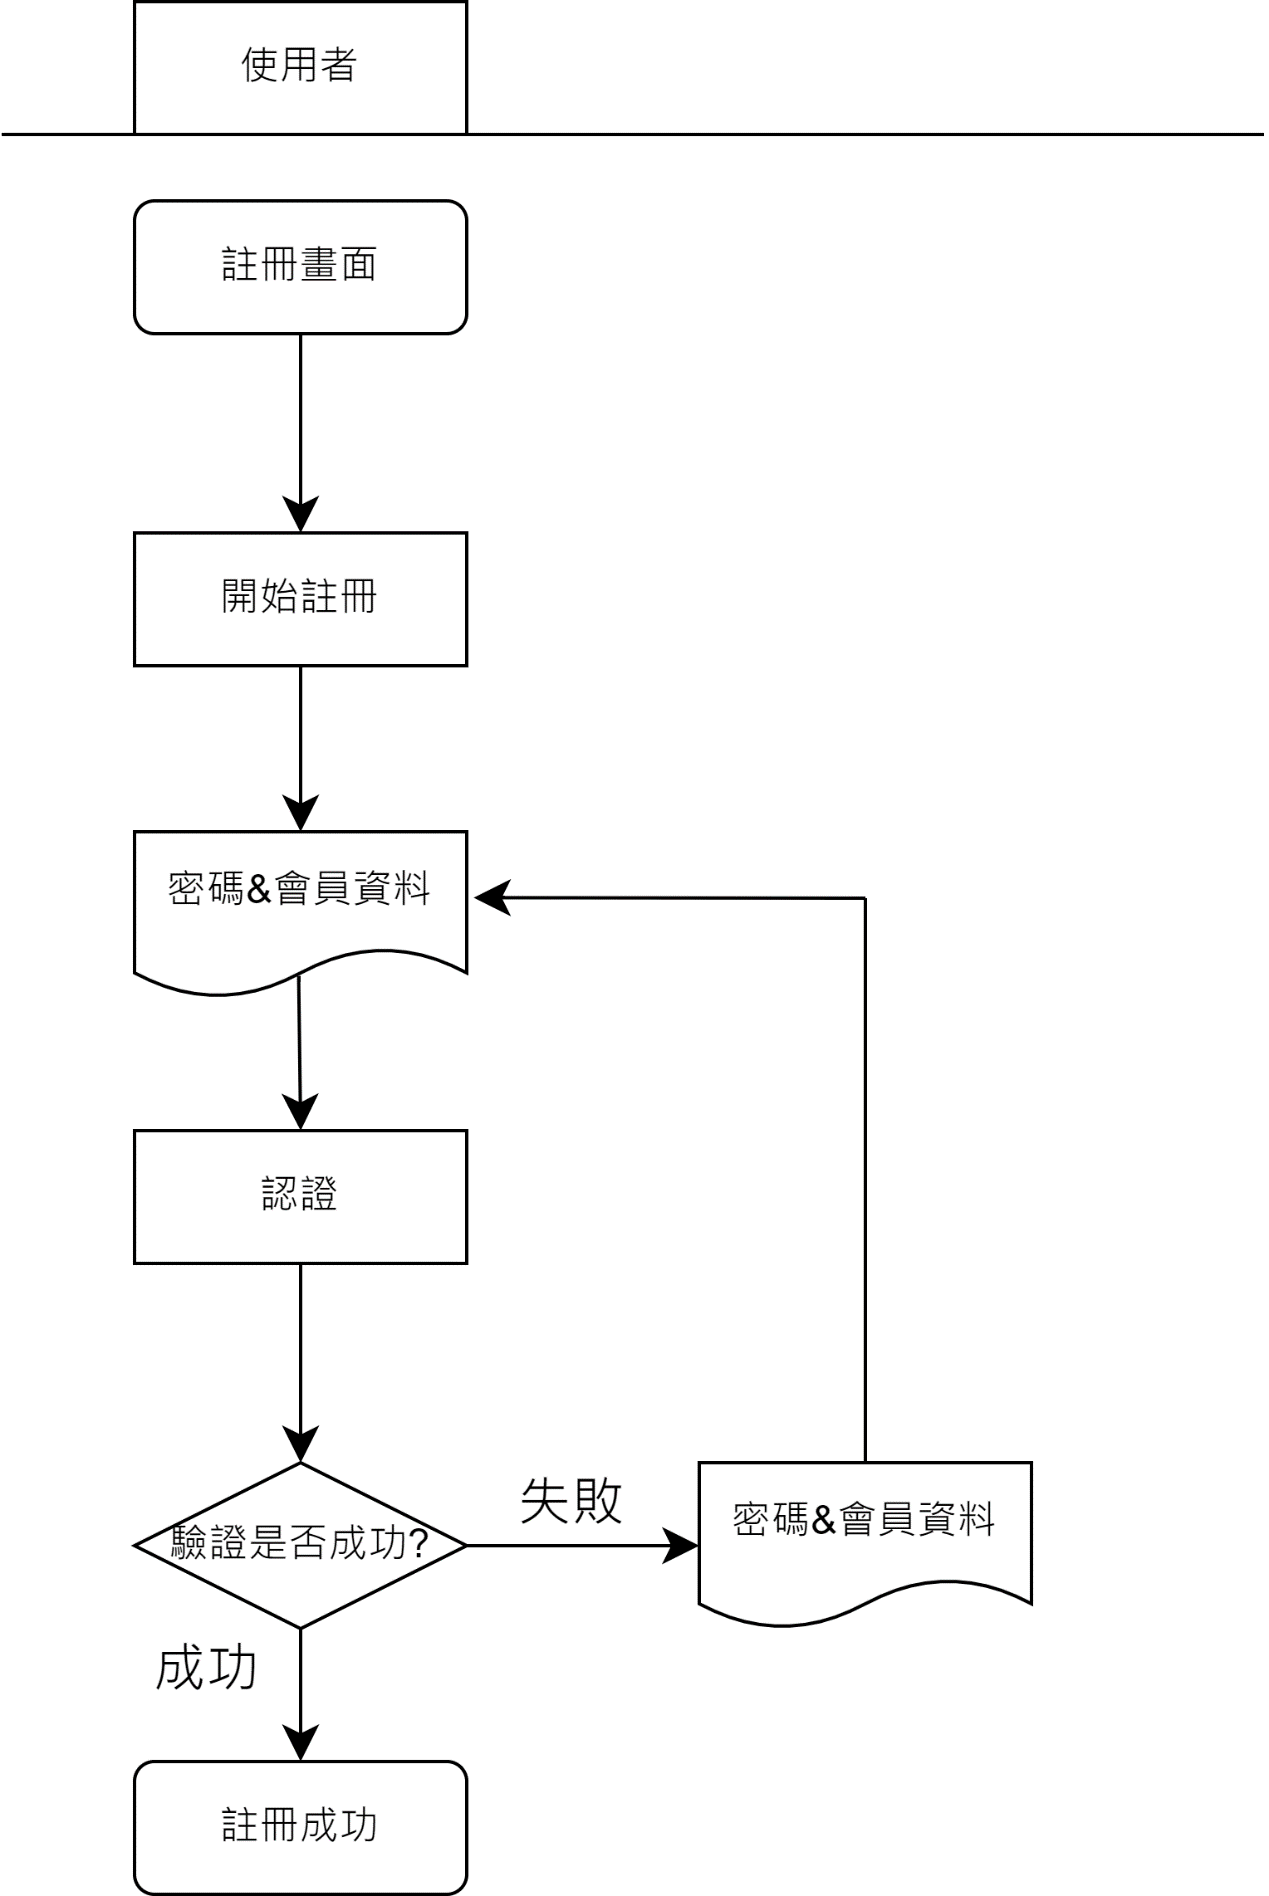 使用者
註冊畫面
開始註冊
密碼&會員資料
認證
驗證是否成功?
失敗
密碼&會員資料
成功
註冊成功